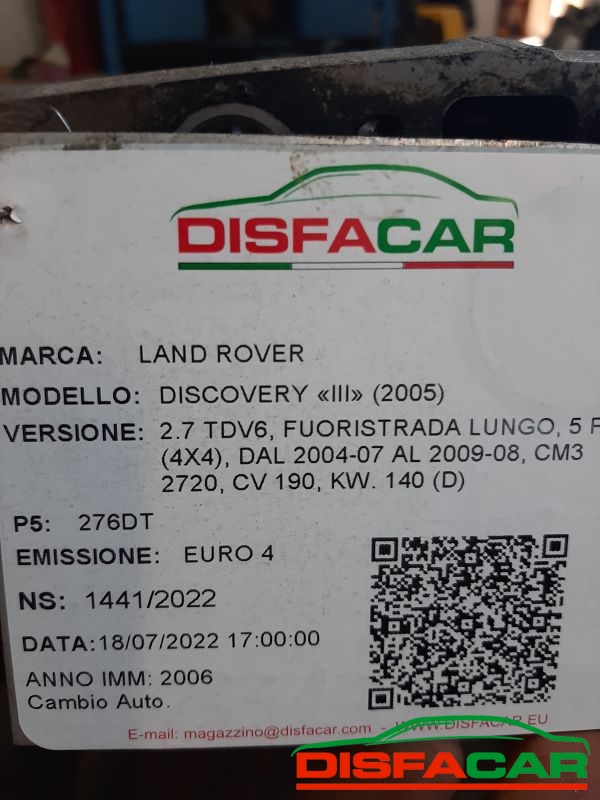 DISFACAR
MARCA: LAND ROVER
MODELLO: DISCOVERY «III» (2005)
VERSIONE: 2.7 TDV6, FUORISTRADA LUNGO, 5 P
(4X4), DAL 2004-07 AL 2009-08, CM3
2720, CV 190, KW. 140 (D)
P5: 276DT
EMISSIONE: EURO 4
NS: 1441/2022
DATA:18/07/2022 17:00:00
ANNO IMM: 2006
Cambio Auto.
E-mail: magazzino@disfacar.com - WWW.DISFACAR.EU
DISFACAR